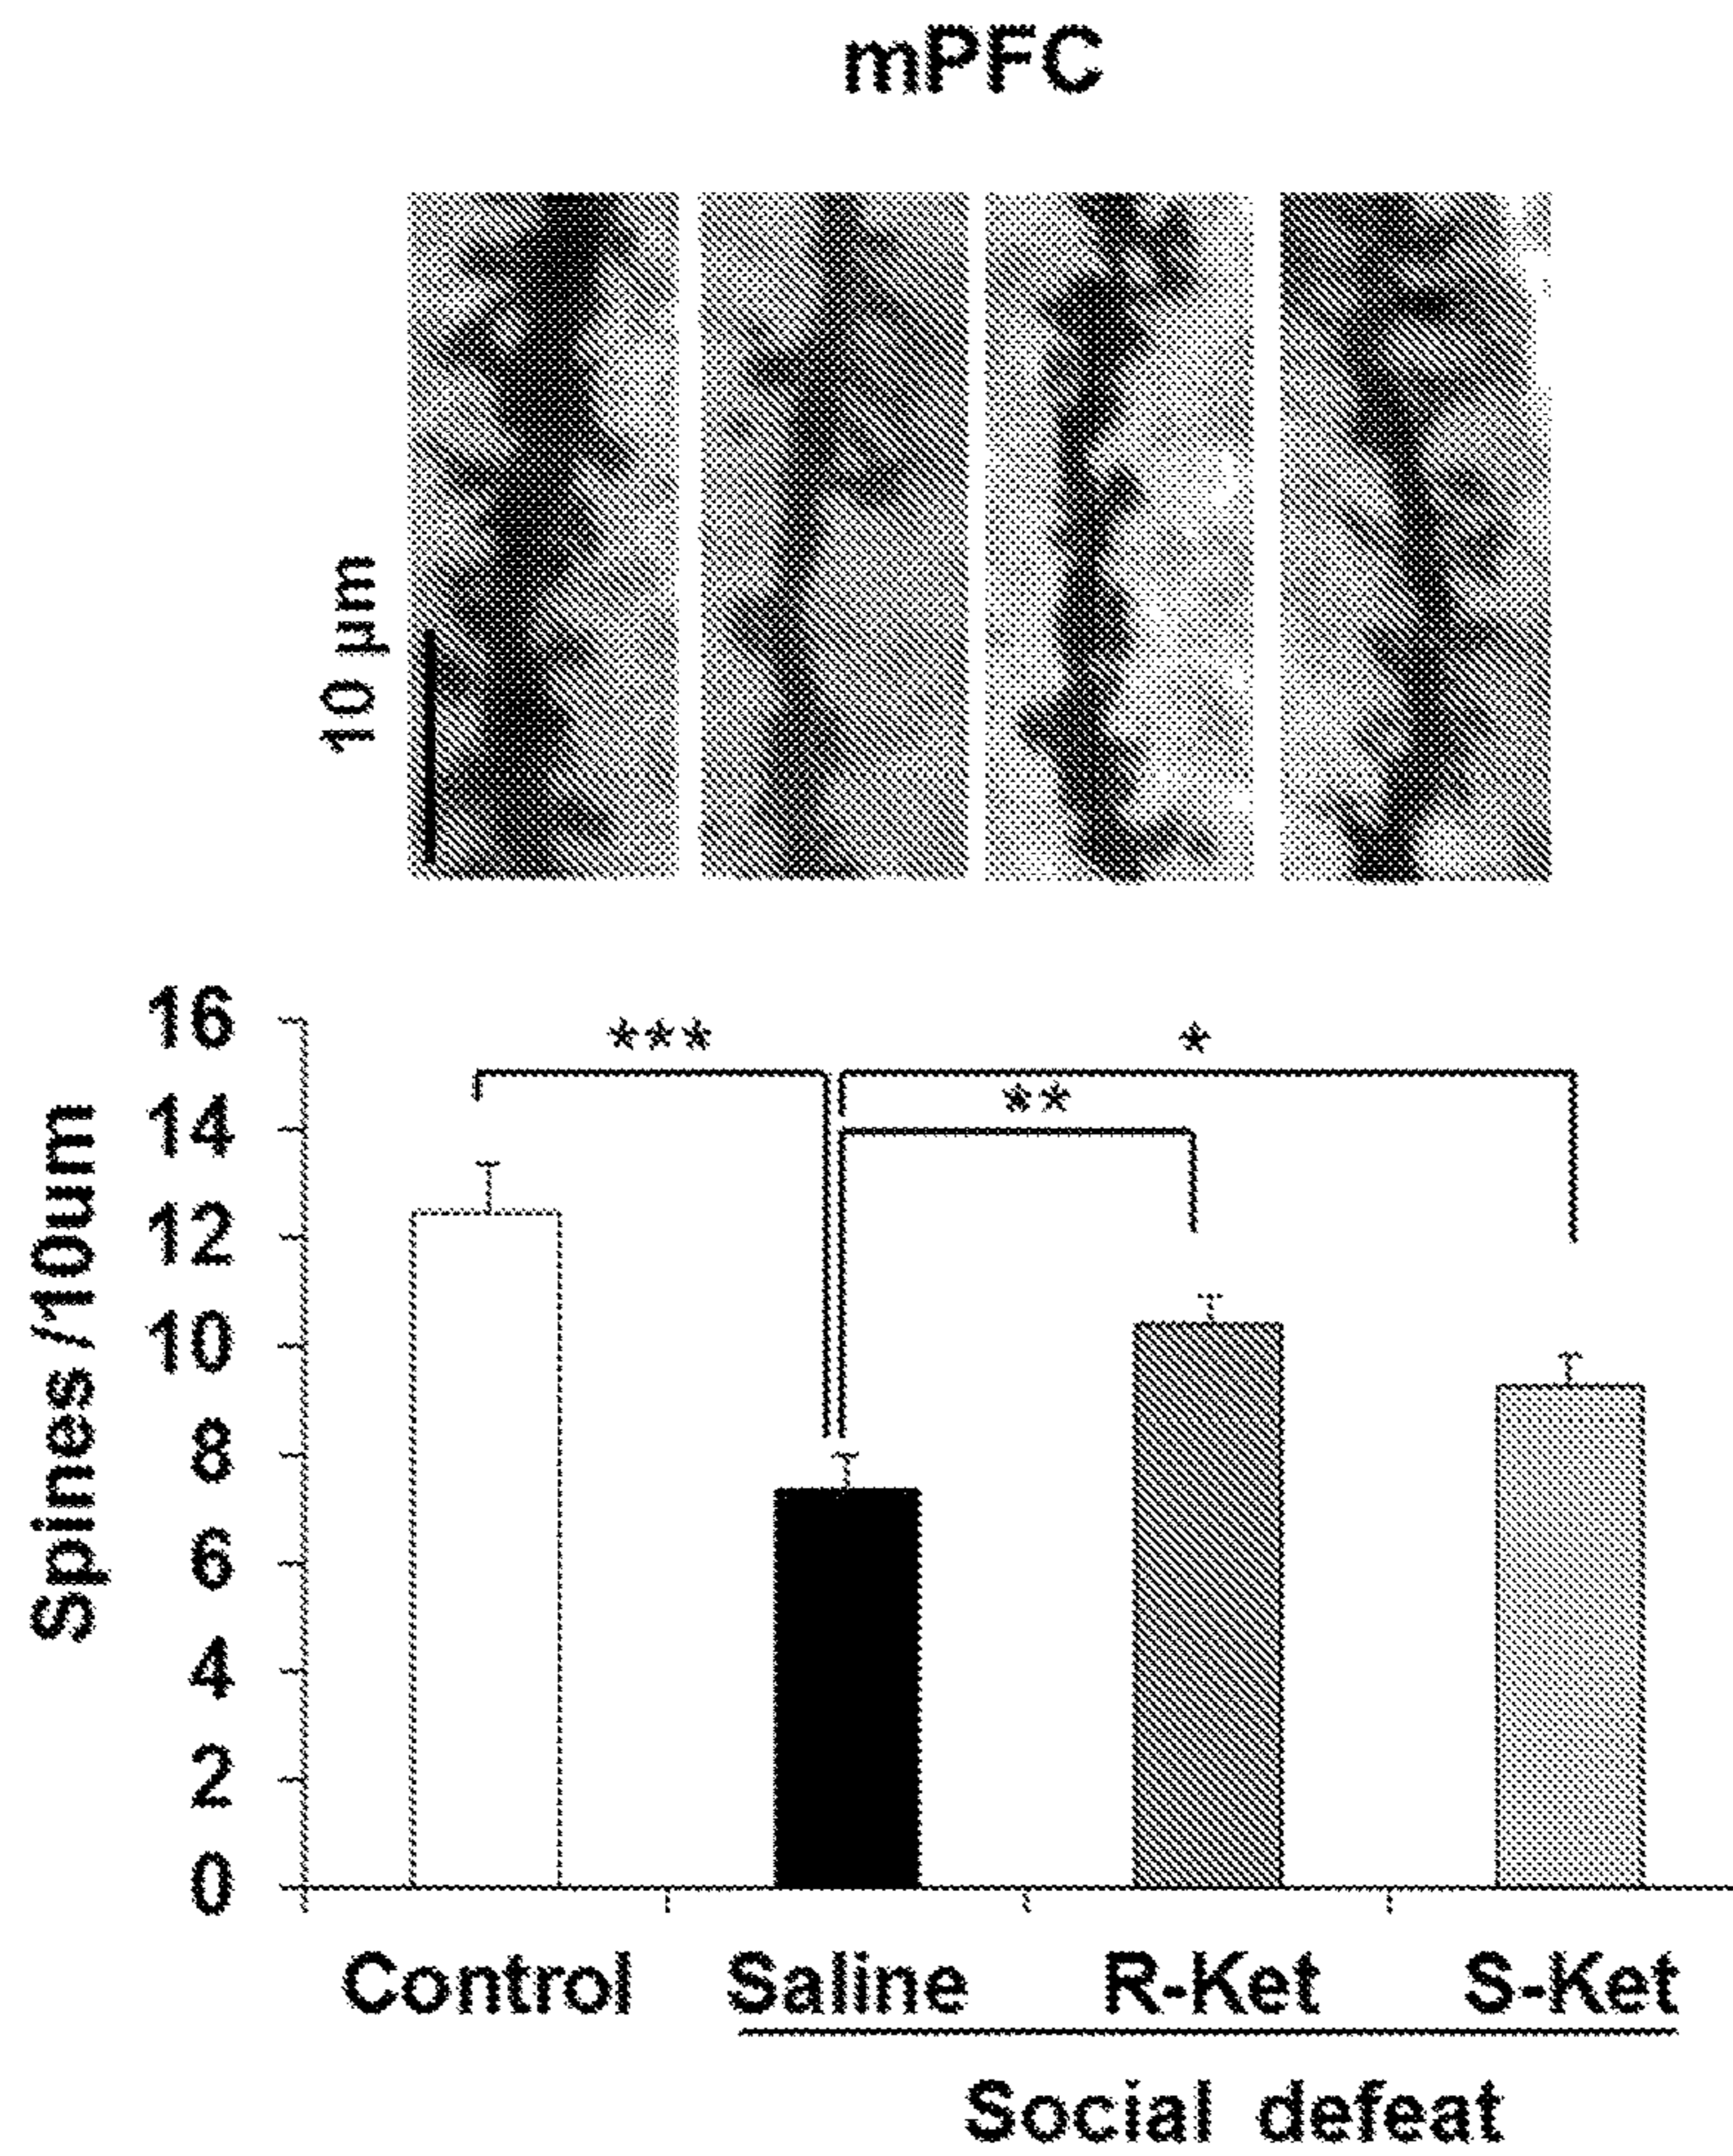 mPFC
10 µm
Spines/10um
16
14
12
10
8
6
4
2
0
***
*
**
Control Saline R-Ket S-Ket
Social defeat